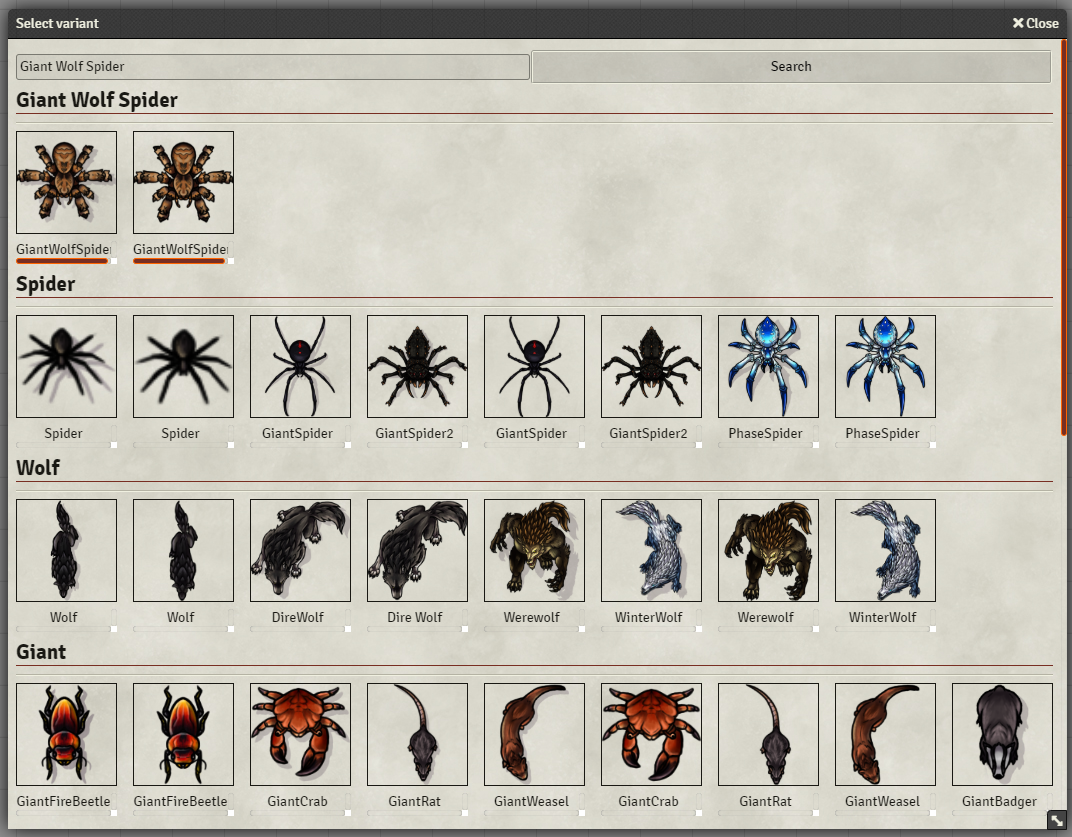 Select variant
Close
Giant Wolf Spider
Search
Giant Wolf Spider
GiantWolfSpider
GiantWolfSpider
Spider
Spider
Spider
GiantSpider
GiantSpider2
GiantSpider
GiantSpider2
PhaseSpider
PhaseSpider
Wolf
Wolf
Wolf
DireWolf
Dire Wolf
Werewolf
WinterWolf
Werewolf
WinterWolf
Giant
GiantFireBeetle
GiantFireBeetle
GiantCrab
GiantRat
GiantWeasel
GiantCrab
GiantRat
GiantWeasel
GiantBadger